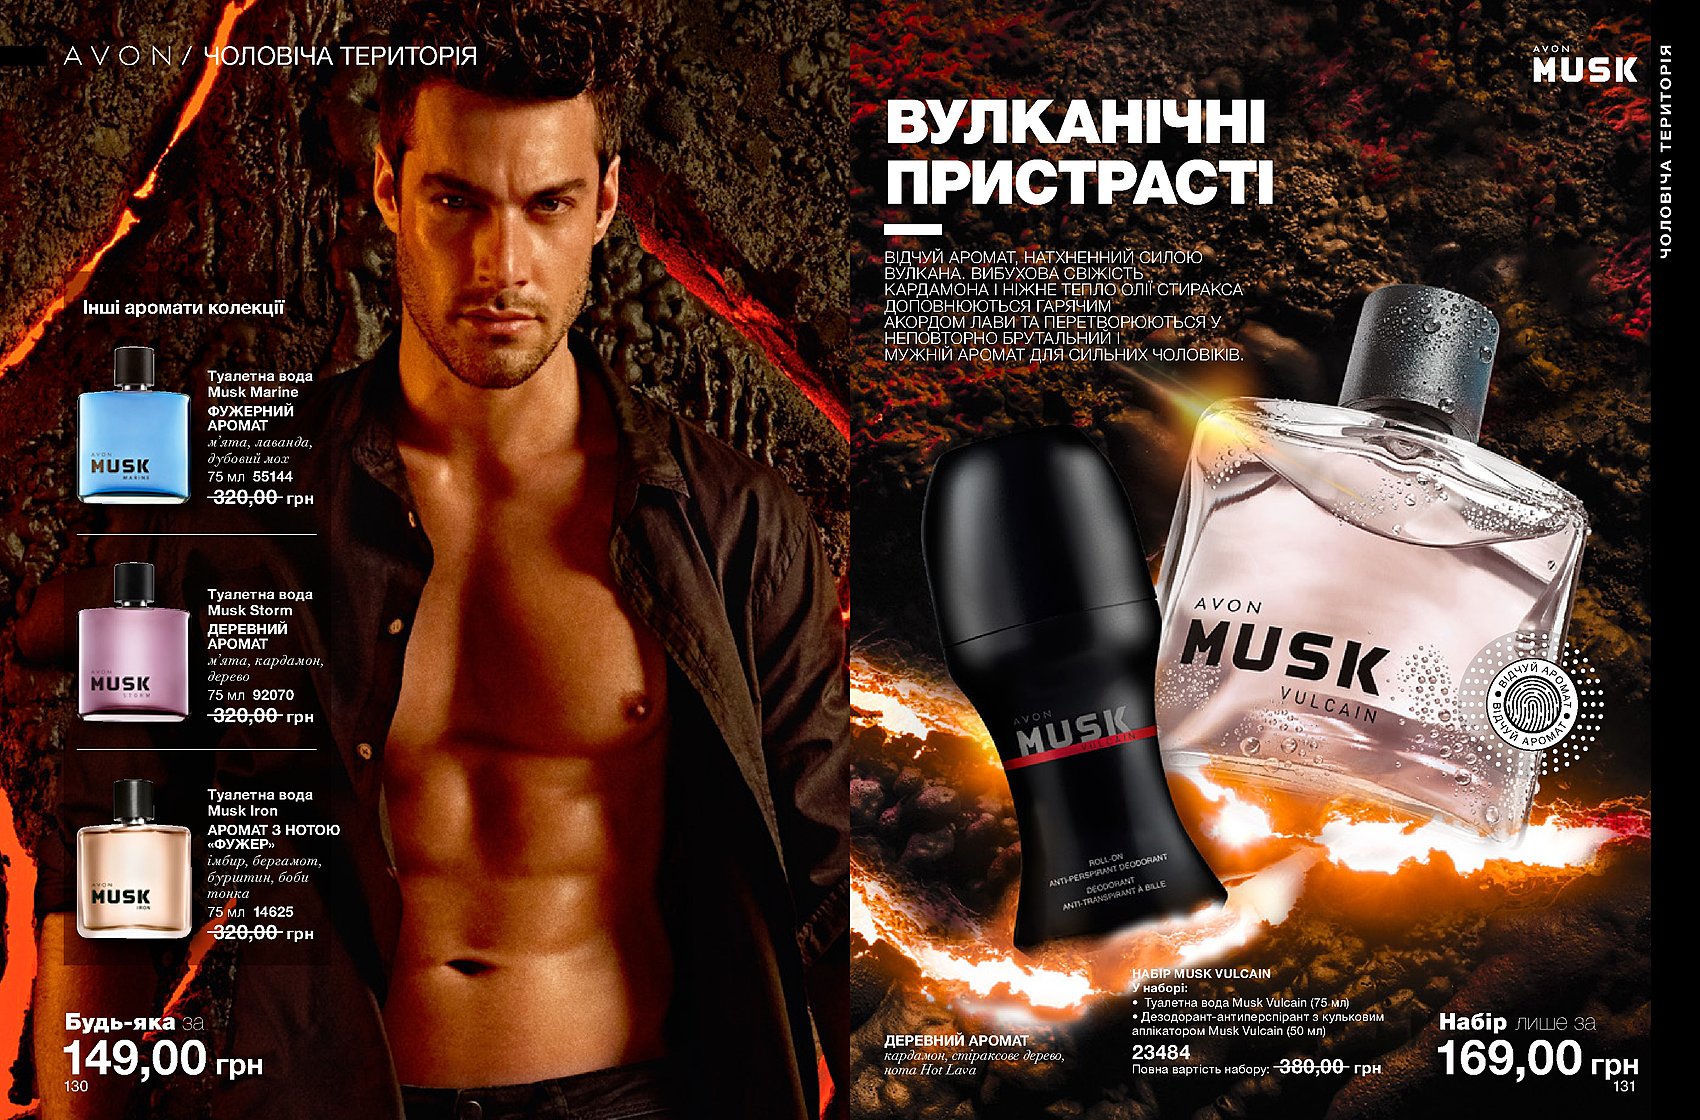 AVON / ЧОЛОВІЧА ТЕРИТОРІЯ
Інші аромати колекції
Туалетна вода
Musk Marine
ФУЖЕРНИЙ
АРОМАТ
м'ята, лаванда,
дубовий мох
75 мл 55144
320,00 грн
AVON
MUSK
MARINE
Туалетна вода
Musk Storm
ДЕРЕВНИЙ
АРОМАТ
м'ята, кардамон,
дерево
75 мл 92070
320,00 грн
AVON
MUSK
STORM
Туалетна вода
Musk Iron
АРОМАТ З НОТОЮ
«ФУЖЕР»
імбир, бергамот,
бурштин, боби
тонка
75 мл 14625
320,00 грн
AVON
MUSK
IRON
Будь-яка за
149,00 грн
130
AVON
MUSK
ЧОЛОВІЧА ТЕРИТОРІЯ
ВУЛКАНІЧНІ
ПРИСТРАСТІ
ВІДЧУЙ АРОМАТ, НАТХНЕННИЙ СИЛОЮ
ВУЛКАНА. ВИБУХОВА СВІЖІСТЬ
КАРДАМОНА І НІЖНЕ ТЕПЛО ОЛІЇ СТИРАКСА
ДОПОВНЮЮТЬСЯ ГАРЯЧИМ
АКОРДОМ ЛАВИ ТА ПЕРЕТВОРЮЮТЬСЯ У
НЕПОВТОРНО БРУТАЛЬНИЙ І
МУЖНІЙ АРОМАТ ДЛЯ СИЛЬНИХ ЧОЛОВІКІВ.
AVON
MUSK
VULCAIN
ВІДЧУЙ АРОМАТ • ВІДЧУЙ АРОМАТ •
AVON
MUSK
VULCAIN
ROLL-ON
ANTI-PERSPIRANT DEODORANT
DÉODORANT
ANTI-TRANSPIRANT À BILLE
ДЕРЕВНИЙ АРОМАТ
кардамон, стіраксове дерево,
нота Hot Lava
НАБІР MUSK VULCAIN
У наборі:
• Туалетна вода Musk Vulcain (75 мл)
• Дезодорант-антиперспірант з кульковим
аплікатором Musk Vulcain (50 мл)
23484
Повна вартість набору: 380,00 грн
Набір лише за
169,00 грн
131